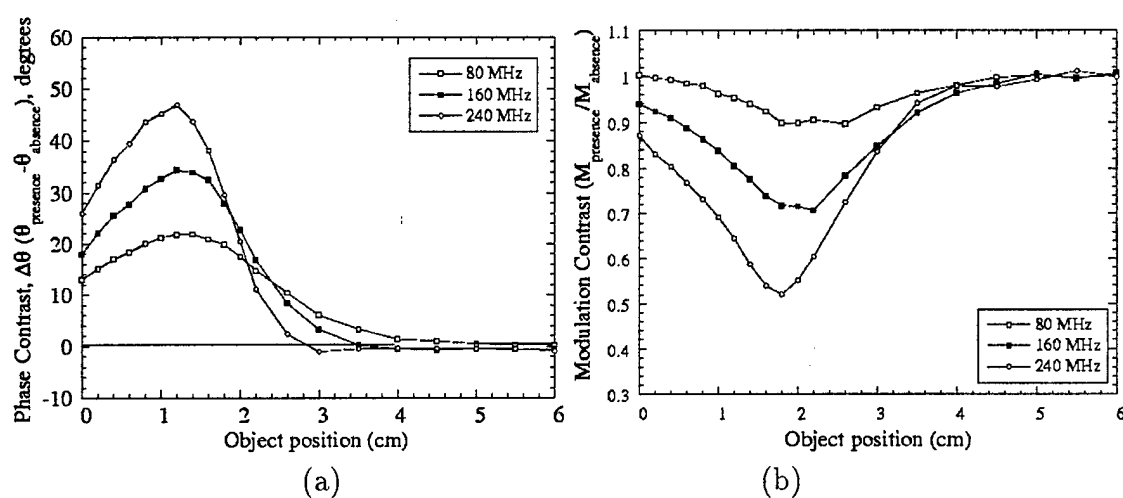 Phase Contrast, Δθ (θpresence-θabsence), degrees
60
50
40
30
20
10
0
-10
80 MHz
160 MHz
240 MHz
0 1 2 3 4 5 6
Object position (cm)
(a)
Modulation Contrast (Mpresence/Mabsence)
1.1
1
0.9
0.8
0.7
0.6
0.5
0.4
0.3
80 MHz
160 MHz
240 MHz
0 1 2 3 4 5 6
Object position (cm)
(b)